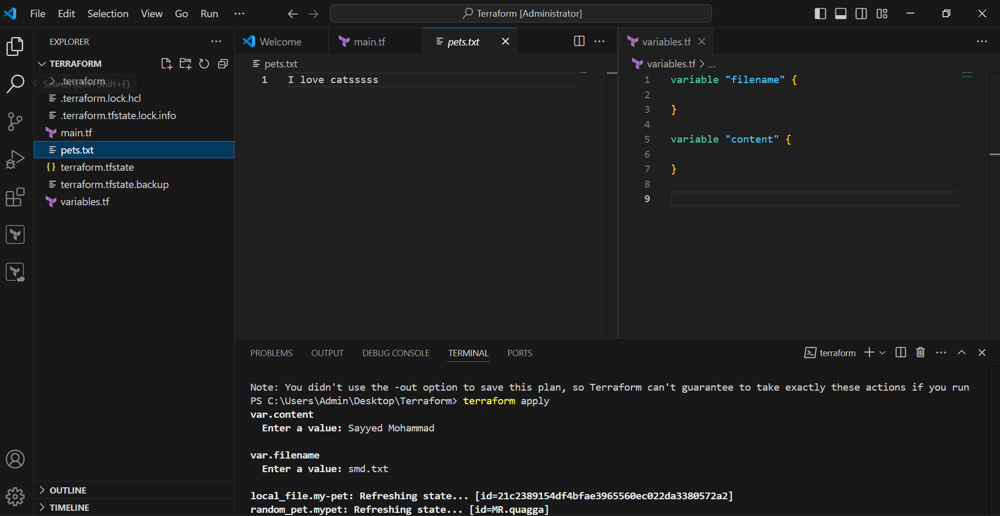 File Edit Selection View Go Run ···
Terraform [Administrator]
EXPLORER
TERRAFORM
.terraform
Search (Ctrl+Shift+F)
.terraform.lock.hcl
.terraform.tfstate.lock.info
main.tf
pets.txt
terraform.tfstate
terraform.tfstate.backup
variables.tf
OUTLINE
TIMELINE
Welcome main.tf pets.txt
pets.txt
1 I love catsssss
variables.tf
variables.tf > ...
1 variable "filename" {
2
3 }
4
5 variable "content" {
6
7 }
8
9
PROBLEMS OUTPUT DEBUG CONSOLE TERMINAL PORTS
terraform
Note: You didn't use the -out option to save this plan, so Terraform can't guarantee to take exactly these actions if you run
PS C:\Users\Admin\Desktop\Terraform> terraform apply
var.content
Enter a value: Sayyed Mohammad
var.filename
Enter a value: smd.txt
local_file.my-pet: Refreshing state... [id=21c2389154df4bfae3965560ec022da3380572a2]
random_pet.mypet: Refreshing state... [id=MR.quagga]